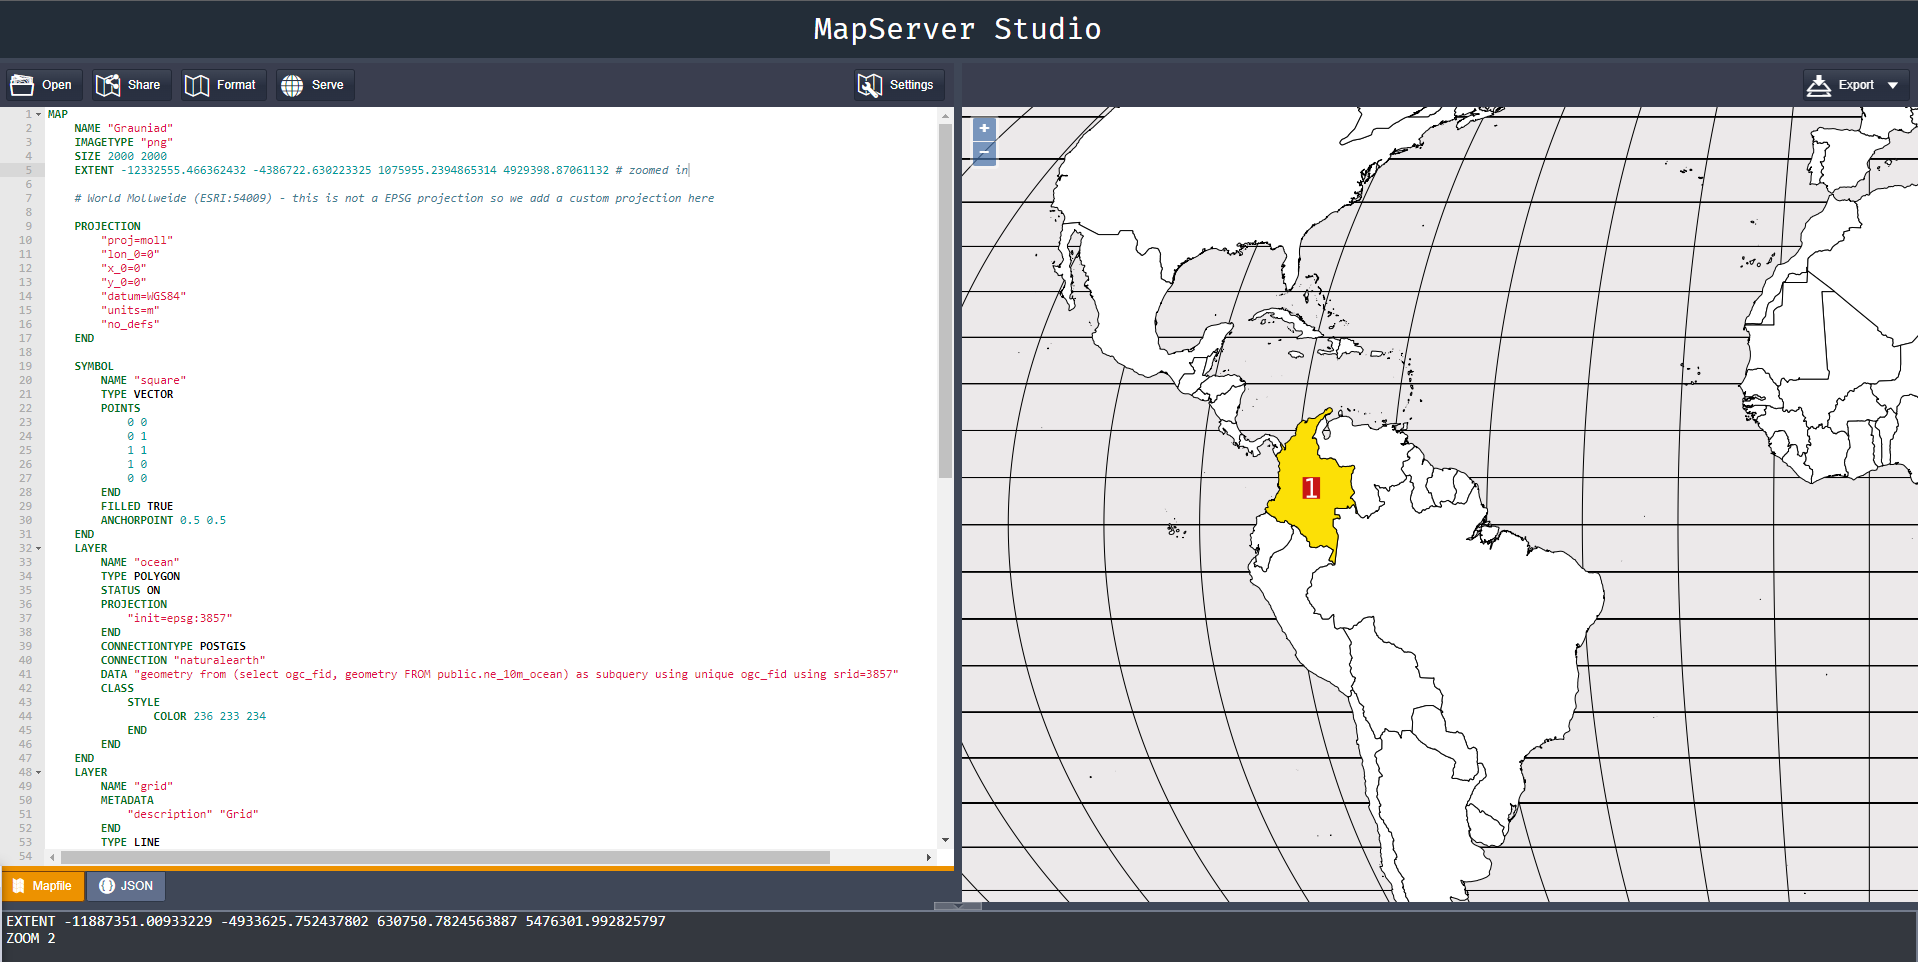 MapServer Studio
Open Share Format Serve Settings Export
1 MAP
2 NAME "Grauniad"
3 IMAGETYPE "png"
4 SIZE 2000 2000
5 EXTENT -12332555.466362432 -4386722.630223325 1075955.2394865314 4929398.87061132 # zoomed in
6
7 # World Mollweide (ESRI:54009) - this is not a EPSG projection so we add a custom projection here
8
9 PROJECTION
10 "proj=moll"
11 "lon_0=0"
12 "x_0=0"
13 "y_0=0"
14 "datum=WGS84"
15 "units=m"
16 "no_defs"
17 END
18
19 SYMBOL
20 NAME "square"
21 TYPE VECTOR
22 POINTS
23 0 0
24 0 1
25 1 1
26 1 0
27 0 0
28 END
29 FILLED TRUE
30 ANCHORPOINT 0.5 0.5
31 END
32 LAYER
33 NAME "ocean"
34 TYPE POLYGON
35 STATUS ON
36 PROJECTION
37 "init=epsg:3857"
38 END
39 CONNECTIONTYPE POSTGIS
40 CONNECTION "naturalearth"
41 DATA "geometry from (select ogc_fid, geometry FROM public.ne_10m_ocean) as subquery using unique ogc_fid using srid=3857"
42 CLASS
43 STYLE
44 COLOR 236 233 234
45 END
46 END
47 END
48 LAYER
49 NAME "grid"
50 METADATA
51 "description" "Grid"
52 END
53 TYPE LINE
54
+
-
1
Mapfile JSON
EXTENT -11887351.00933229 -4933625.752437802 630750.7824563887 5476301.992825797
ZOOM 2